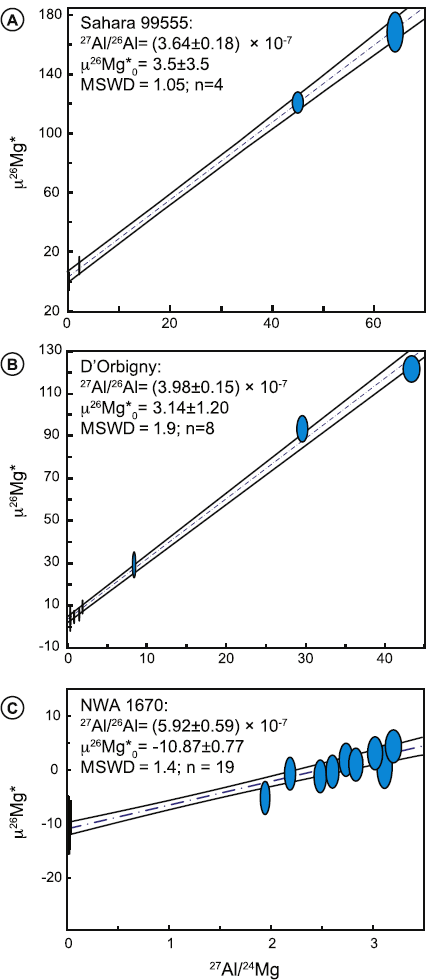 A
Sahara 99555:
²⁷Al/²⁶Al= (3.64±0.18) × 10⁻⁷
μ²⁶Mg*₀= 3.5±3.5
MSWD = 1.05; n=4
μ²⁶Mg*
180
140
100
60
20
20
0 20 40 60
B
D'Orbigny:
²⁷Al/²⁶Al= (3.98±0.15) × 10⁻⁷
μ²⁶Mg*₀ = 3.14±1.20
MSWD = 1.9; n=8
μ²⁶Mg*
130
110
90
70
50
30
10
-10
0 10 20 30 40
C
NWA 1670:
²⁷Al/²⁶Al= (5.92±0.59) × 10⁻⁷
μ²⁶Mg*₀ = -10.87±0.77
MSWD = 1.4; n = 19
μ²⁶Mg*
10
0
-10
-20
0 1 2 3
²⁷Al/²⁴Mg